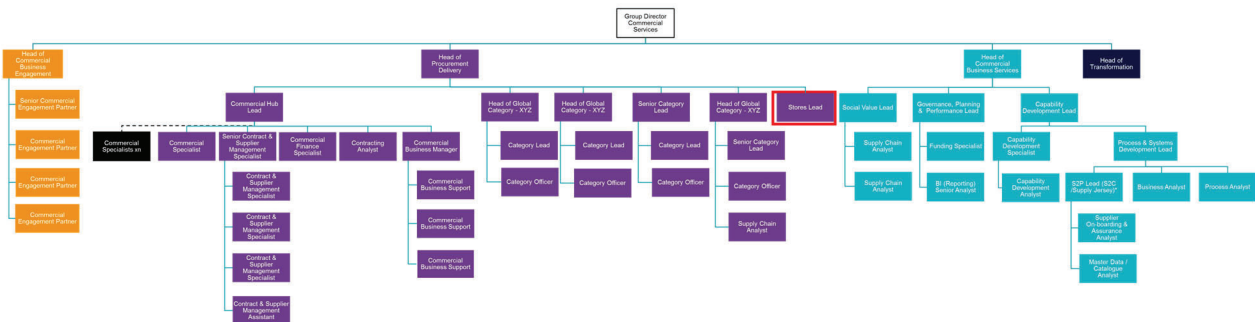 Group Director
Commercial
Services
Head of
Commercial
Business
Engagement
Head of
Procurement
Delivery
Head of
Commercial
Business Services
Head of
Transformation
Senior Commercial
Engagement Partner
Commercial
Engagement Partner
Commercial
Engagement Partner
Commercial
Engagement Partner
Commercial Hub
Lead
Head of Global
Category - XYZ
Head of Global
Category - XYZ
Senior Category
Lead
Head of Global
Category - XYZ
Stores Lead
Social Value Lead
Governance, Planning
& Performance Lead
Capability
Development Lead
Commercial
Specialists xn
Commercial
Specialist
Senior Contract &
Supplier
Management
Specialist
Commercial
Finance
Specialist
Contracting
Analyst
Commercial
Business Manager
Contract &
Supplier
Management
Specialist
Contract &
Supplier
Management
Specialist
Contract &
Supplier
Management
Specialist
Contract & Supplier
Management
Assistant
Commercial
Business Support
Commercial
Business Support
Commercial
Business Support
Category Lead
Category Officer
Category Lead
Category Officer
Category Lead
Category Officer
Senior Category
Lead
Category Officer
Supply Chain
Analyst
Supply Chain
Analyst
Supply Chain
Analyst
Funding Specialist
BI (Reporting)
Senior Analyst
Capability
Development
Specialist
Capability
Development
Analyst
Process & Systems
Development Lead
S2P Lead (S2C
/Supply Jersey)*
Business Analyst
Process Analyst
Supplier
On-boarding &
Assurance
Analyst
Master Data /
Catalogue
Analyst